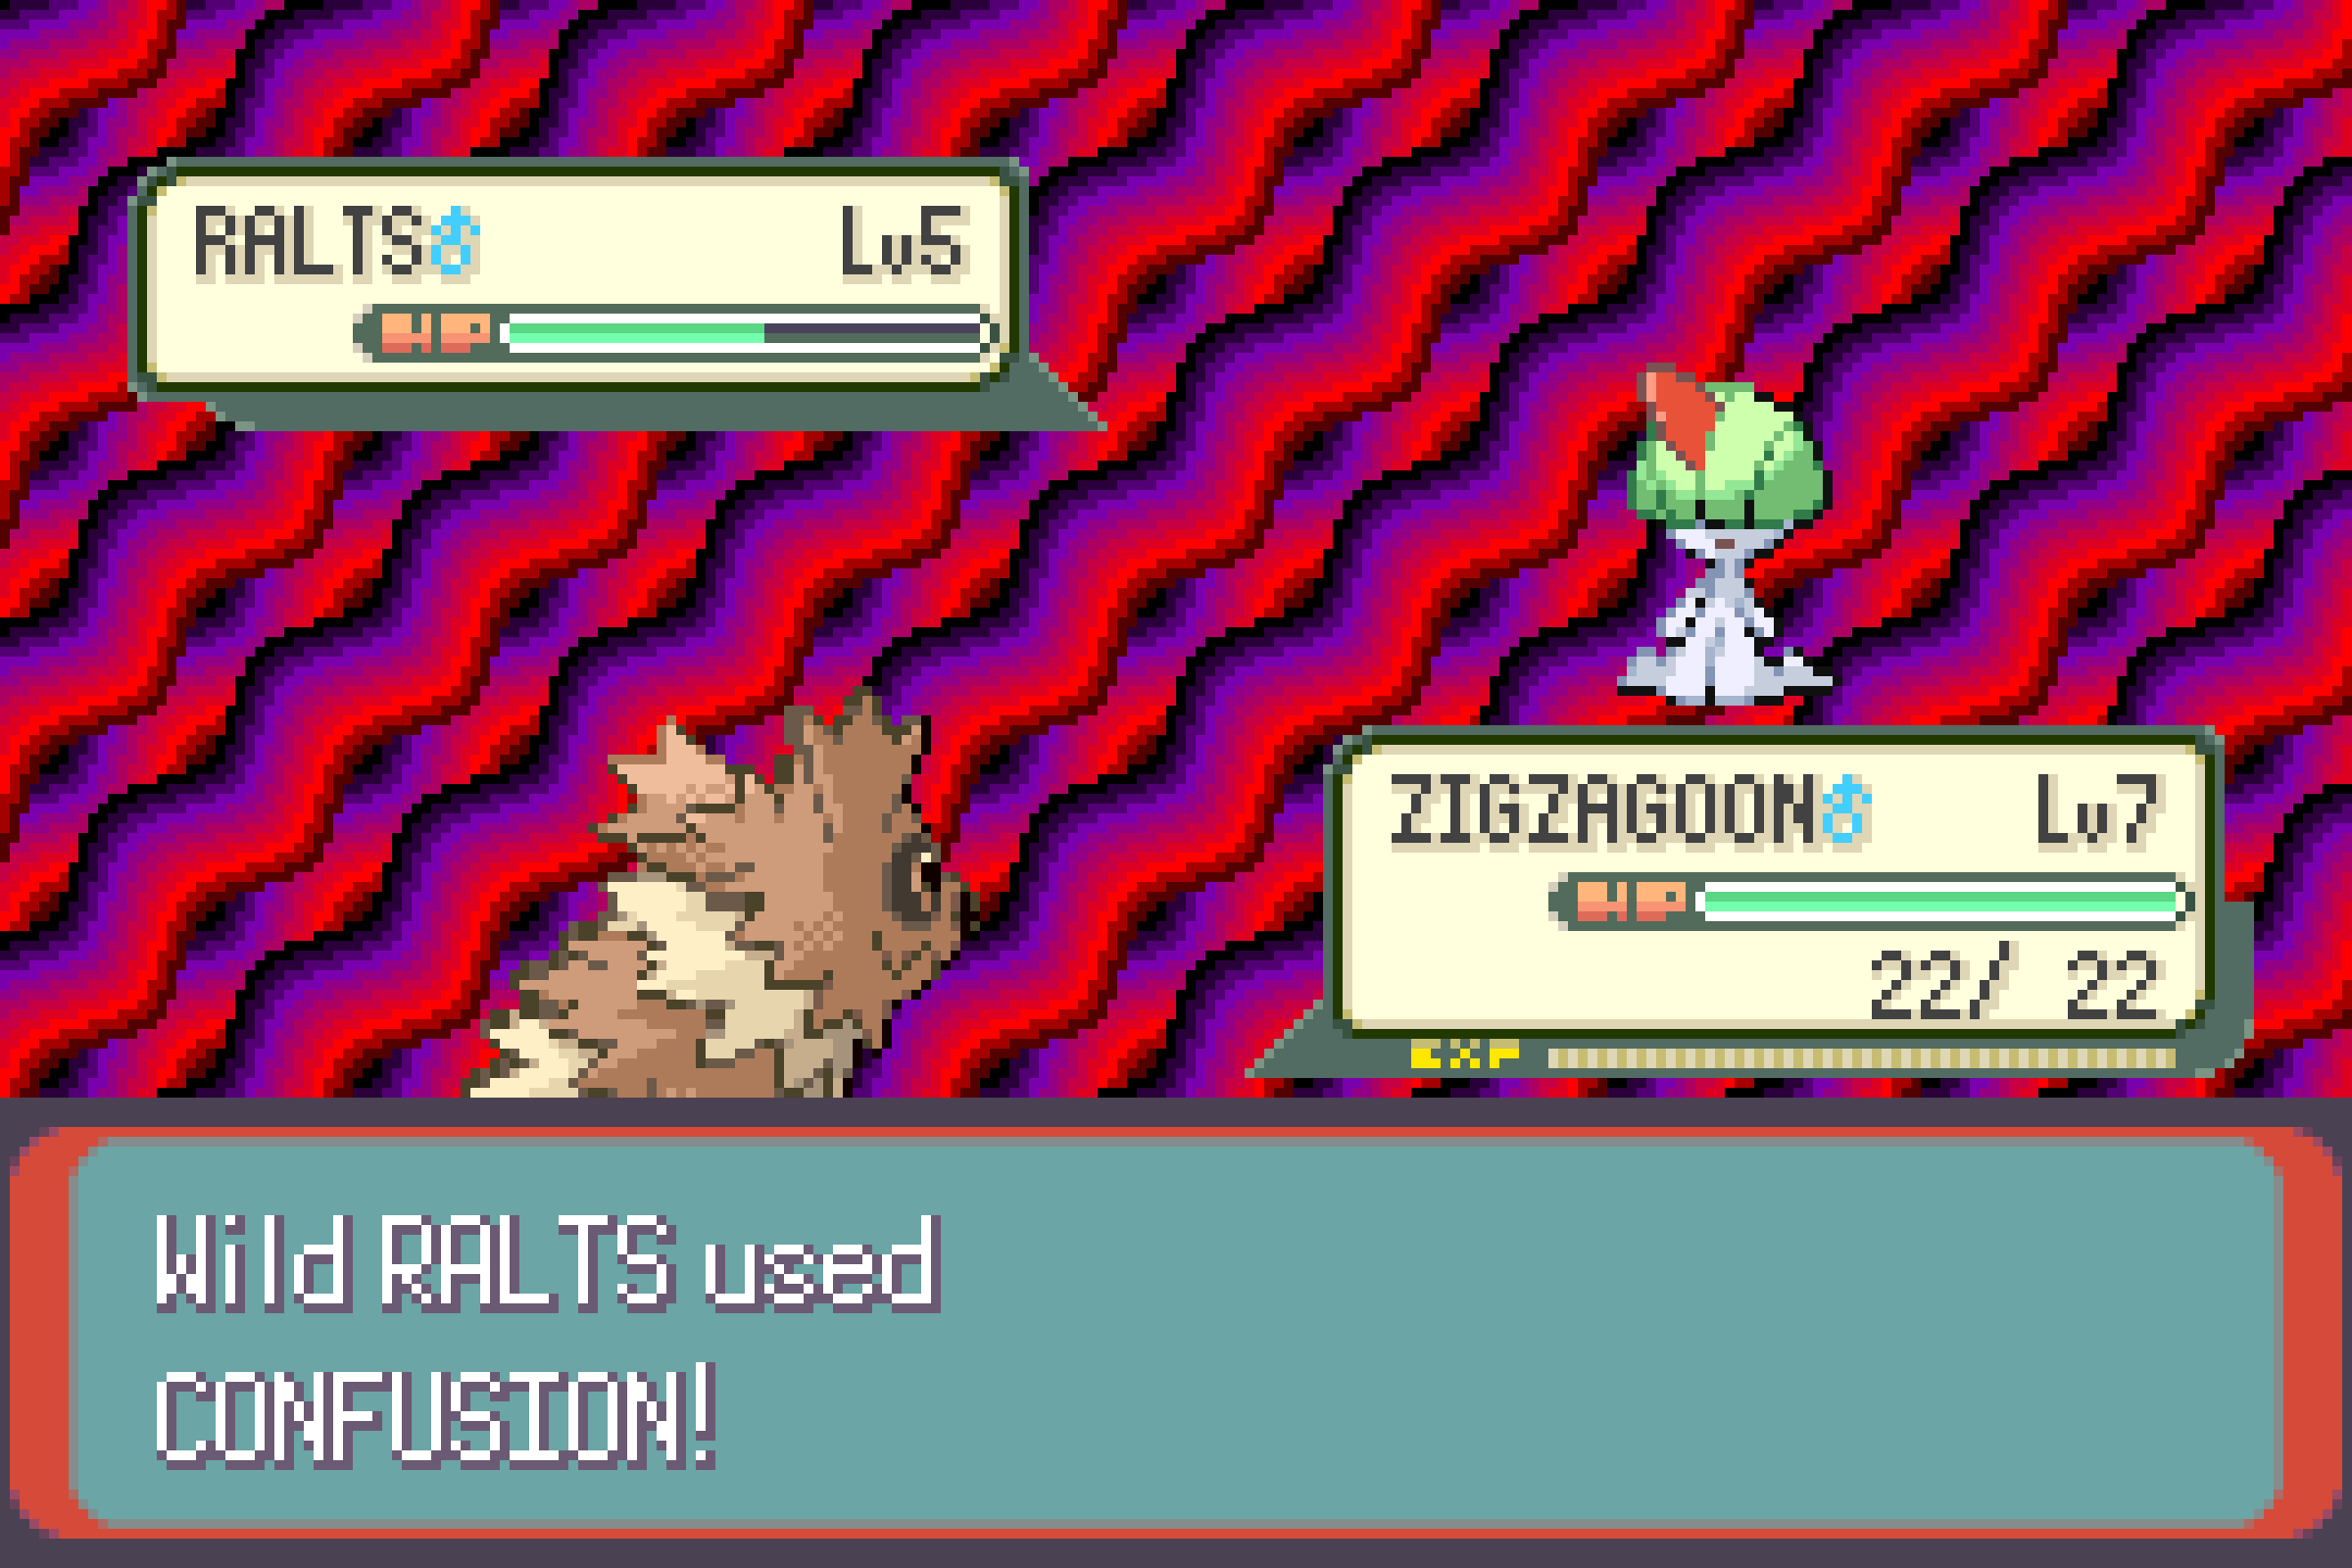 RALTS♂ Lv5
HP
ZIGZAGOON♂ Lv7
HP
22/ 22
EXP
Wild RALTS used
CONFUSION!